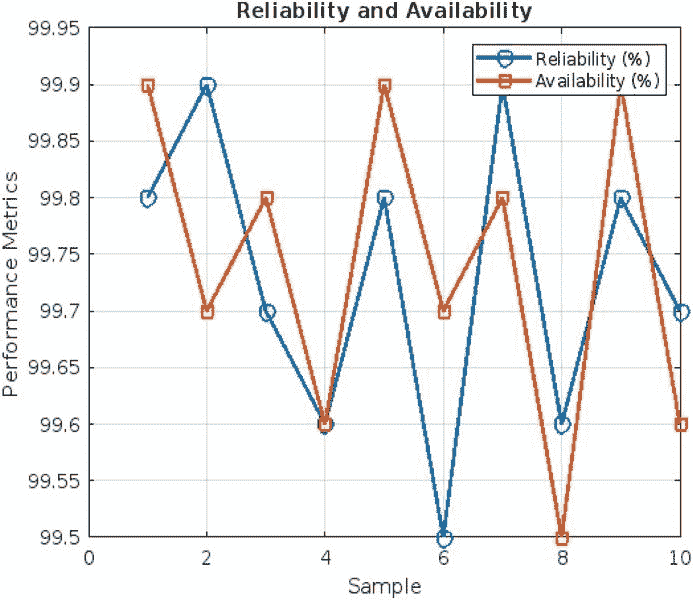 Reliability and Availability
99.95
99.9
99.85
99.8
99.75
99.7
99.65
99.6
99.55
99.5
Performance Metrics
Reliability (%)
Availability (%)
0 2 4 6 8 10
Sample